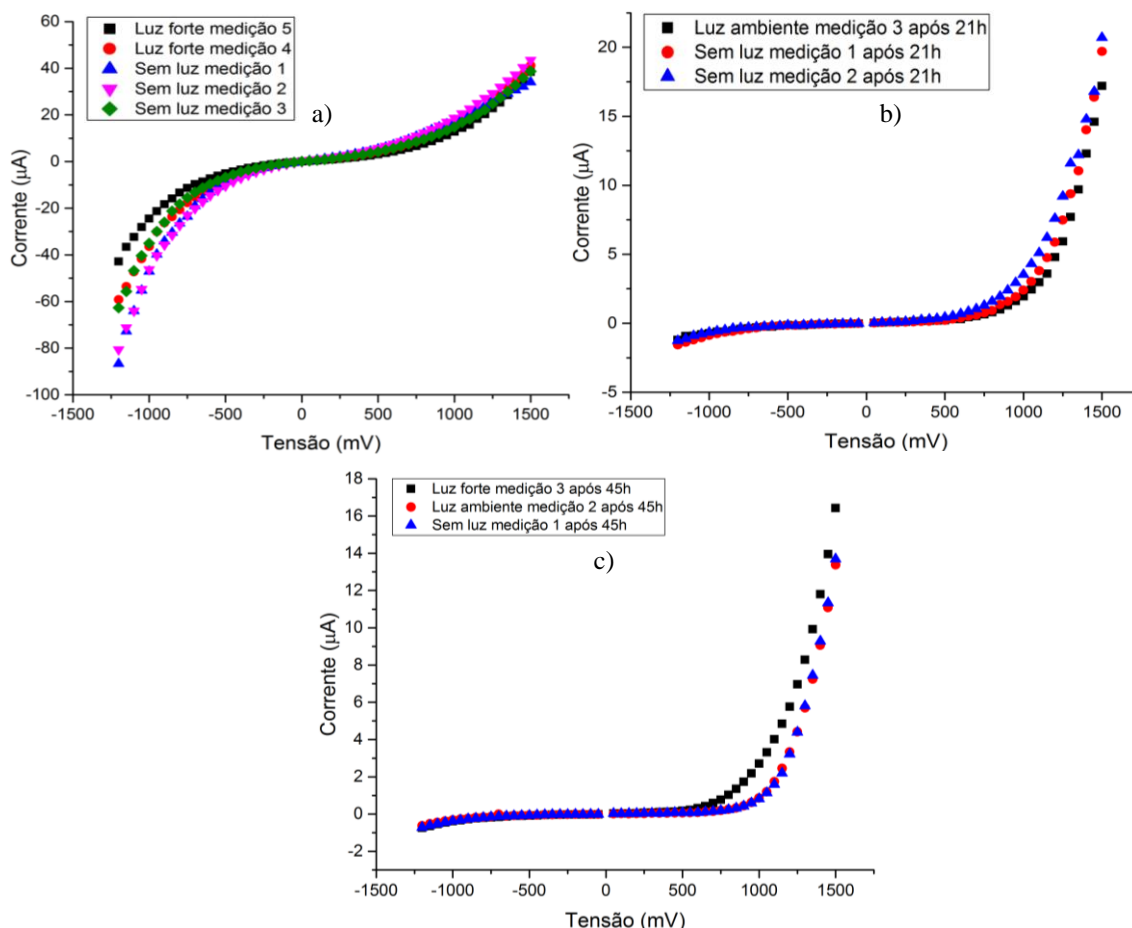 Luz forte medição 5
Luz forte medição 4
Sem luz medição 1
Sem luz medição 2
Sem luz medição 3
a)
60
40
20
0
-20
-40
-60
-80
-100
Corrente (µA)
-1500 -1000 -500 0 500 1000 1500
Tensão (mV)
Luz ambiente medição 3 após 21h
Sem luz medição 1 após 21h
Sem luz medição 2 após 21h
b)
20
15
10
5
0
-5
Corrente (µA)
-1500 -1000 -500 0 500 1000 1500
Tensão (mV)
Luz forte medição 3 após 45h
Luz ambiente medição 2 após 45h
Sem luz medição 1 após 45h
c)
18
16
14
12
10
8
6
4
2
0
-2
Corrente (µA)
-1500 -1000 -500 0 500 1000 1500
Tensão (mV)